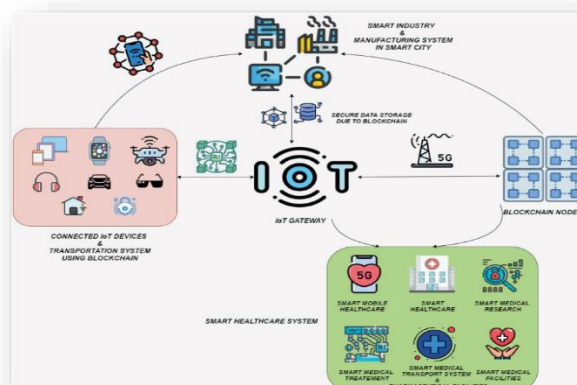 SMART INDUSTRY
&
MANUFACTURING SYSTEM
IN SMART CITY
SECURE DATA STORAGE
DUE TO BLOCKCHAIN
5G
IOT
IoT GATEWAY
BLOCKCHAIN NODE
CONNECTED IoT DEVICES
&
TRANSPORTATION SYSTEM
USING BLOCKCHAIN
5G
SMART MOBILE
HEALTHCARE
SMART
HEALTHCARE
SMART MEDICAL
RESEARCH
SMART HEALTHCARE SYSTEM
SMART MEDICAL
TREATEMENT
SMART MEDICAL
TRANSPORT SYSTEM
&
SMART MEDICAL
FACILITIES